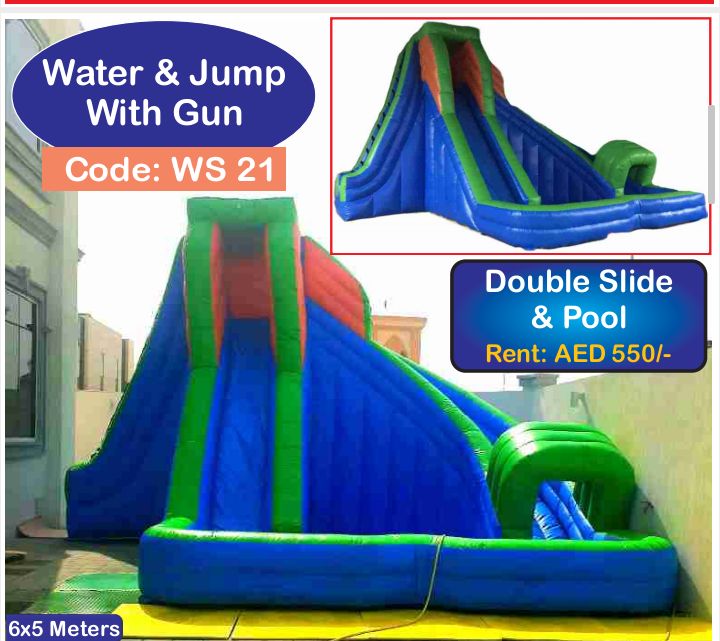 Water & Jump
With Gun
Code: WS 21
Double Slide
& Pool
Rent: AED 550/-
6x5 Meters